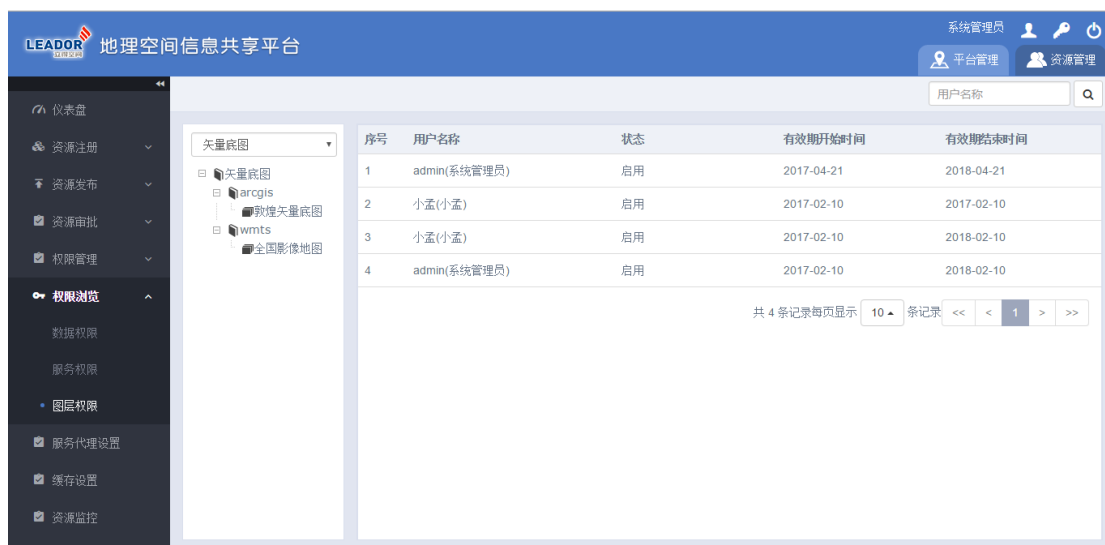 系统管理员
LEADOR 地理空间信息共享平台
立得空间
平台管理 资源管理
用户名称
仪表盘
资源注册
资源发布
资源审批
权限管理
权限浏览
数据权限
服务权限
图层权限
服务代理设置
缓存设置
资源监控
矢量底图
矢量底图
arcgis
敦煌矢量底图
wmts
全国影像地图
序号 用户名称 状态 有效期开始时间 有效期结束时间
1 admin(系统管理员) 启用 2017-04-21 2018-04-21
2 小孟(小孟) 启用 2017-02-10 2017-02-10
3 小孟(小孟) 启用 2017-02-10 2018-02-10
4 admin(系统管理员) 启用 2017-02-10 2018-02-10
共 4 条记录每页显示 10 条记录 << < 1 > >>